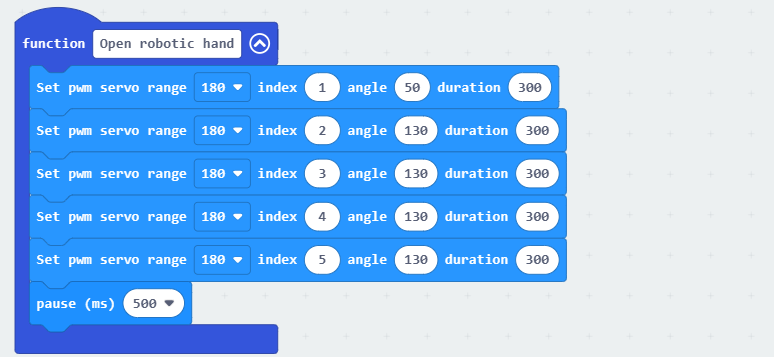 function Open robotic hand
Set pwm servo range 180 index 1 angle 50 duration 300
Set pwm servo range 180 index 2 angle 130 duration 300
Set pwm servo range 180 index 3 angle 130 duration 300
Set pwm servo range 180 index 4 angle 130 duration 300
Set pwm servo range 180 index 5 angle 130 duration 300
pause (ms) 500